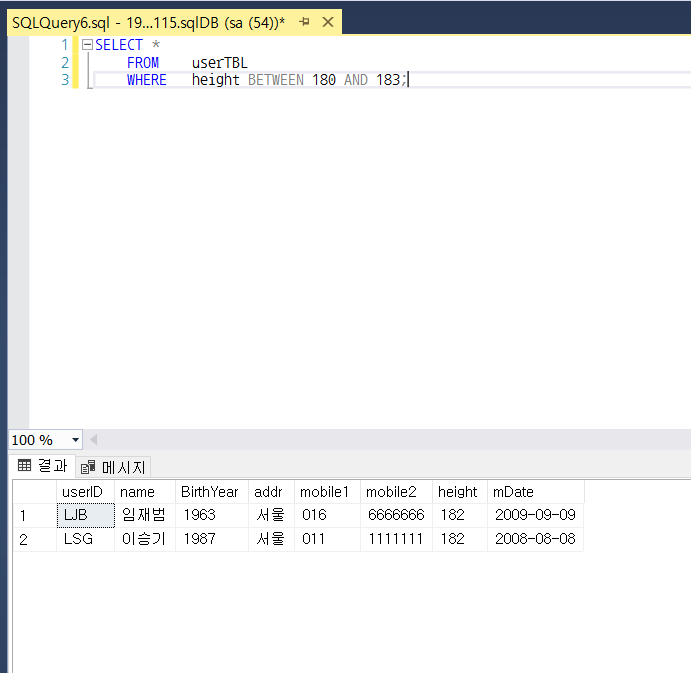 SQLQuery6.sql - 19...115.sqlDB (sa (54))*
1 SELECT *
2 FROM userTBL
3 WHERE height BETWEEN 180 AND 183;
100 %
결과 메시지
userID name BirthYear addr mobile1 mobile2 height mDate
1 LJB 임재범 1963 서울 016 6666666 182 2009-09-09
2 LSG 이승기 1987 서울 011 1111111 182 2008-08-08